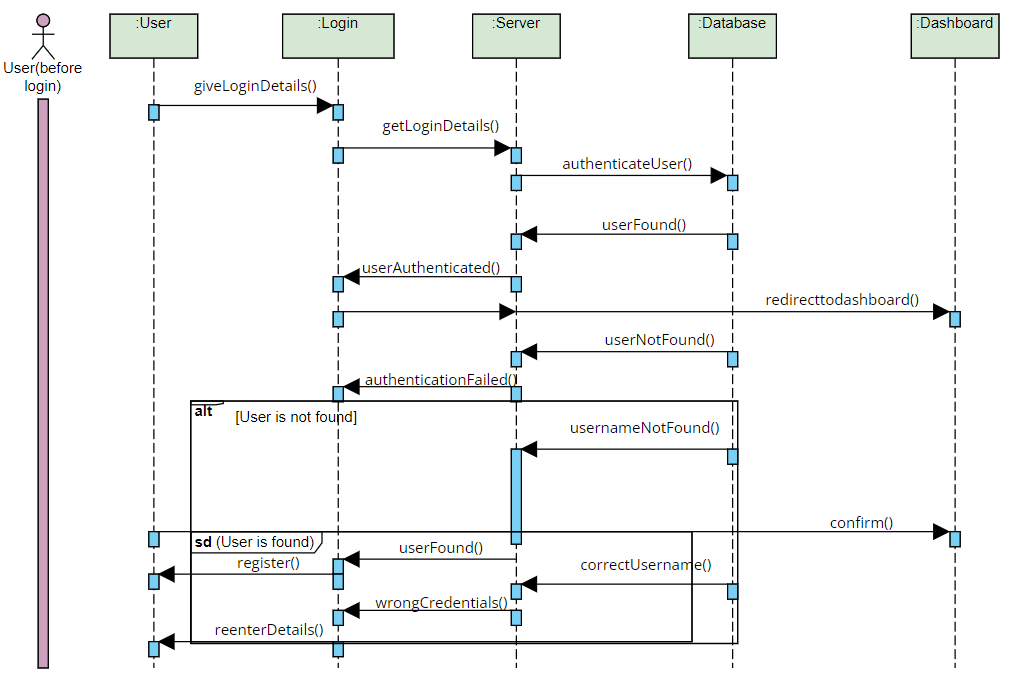 :User
:Login
:Server
:Database
:Dashboard
User(before
login)
giveLoginDetails()
getLoginDetails()
authenticateUser()
userFound()
userAuthenticated()
redirecttodashboard()
userNotFound()
authenticationFailed()
alt
[User is not found]
usernameNotFound()
confirm()
sd (User is found)
userFound()
register()
correctUsername()
wrongCredentials()
reenterDetails()